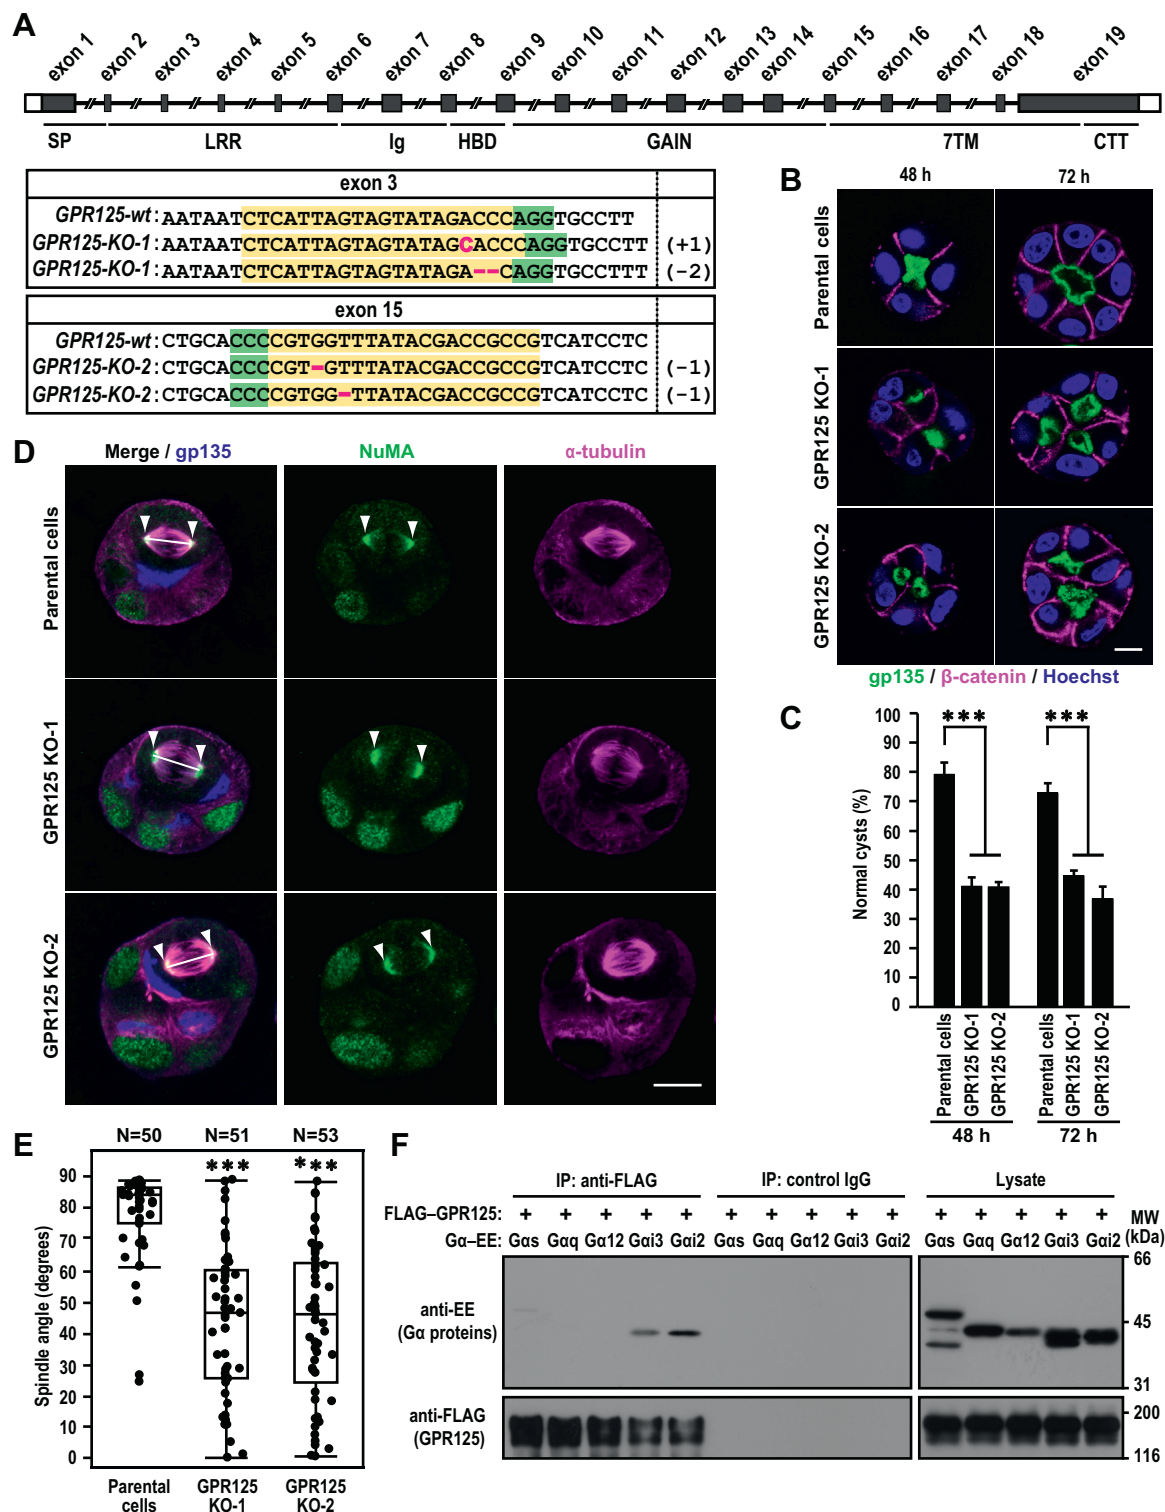 A
exon 1 exon 2 exon 3 exon 4 exon 5 exon 6 exon 7 exon 8 exon 9 exon 10 exon 11 exon 12 exon 13 exon 14 exon 15 exon 16 exon 17 exon 18 exon 19
SP LRR Ig HBD GAIN 7TM CTT
exon 3
GPR125-wt: AATAATCTCATTAGTAGTATAGACCCAGGTGCCTT
GPR125-KO-1: AATAATCTCATTAGTAGTATAGCACCCAGGTGCCTT (+1)
GPR125-KO-1: AATAATCTCATTAGTAGTATAGA--CAGGTGCCTTT (-2)
exon 15
GPR125-wt: CTGCACCCCGTGGTTTATACGACCGCCGTCATCCTC
GPR125-KO-2: CTGCACCCCGT-GTTTATACGACCGCCGTCATCCTC (-1)
GPR125-KO-2: CTGCACCCCGTGG-TTATACGACCGCCGTCATCCTC (-1)
B
48 h 72 h
Parental cells
GPR125 KO-1
GPR125 KO-2
gp135 / β-catenin / Hoechst
C
Normal cysts (%)
100
90
80
70
60
50
40
30
20
10
0
*** ***
Parental cells GPR125 KO-1 GPR125 KO-2 Parental cells GPR125 KO-1 GPR125 KO-2
48 h 72 h
D
Merge / gp135 NuMA α-tubulin
Parental cells
GPR125 KO-1
GPR125 KO-2
E
N=50 N=51 N=53
*** ***
Spindle angle (degrees)
90
80
70
60
50
40
30
20
10
0
Parental cells GPR125 KO-1 GPR125 KO-2
F
IP: anti-FLAG IP: control IgG Lysate
FLAG–GPR125: + + + + + + + + + + + + + + + MW (kDa)
Gα–EE: Gαs Gαq Gα12 Gαi3 Gαi2 Gαs Gαq Gα12 Gαi3 Gαi2 Gαs Gαq Gα12 Gαi3 Gαi2
anti-EE (Gα proteins)
66
45
31
anti-FLAG (GPR125)
200
116